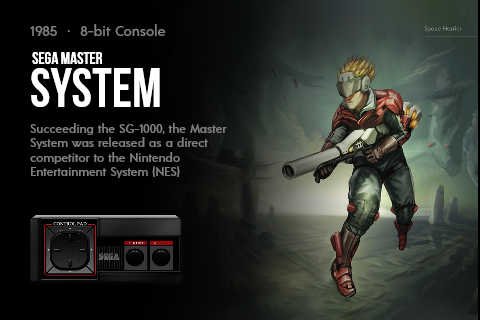 1985 · 8-bit Console
Space Harrier
SEGA MASTER
SYSTEM
Succeeding the SG-1000, the Master
System was released as a direct
competitor to the Nintendo
Entertainment System (NES)
CONTROL PAD
SEGA